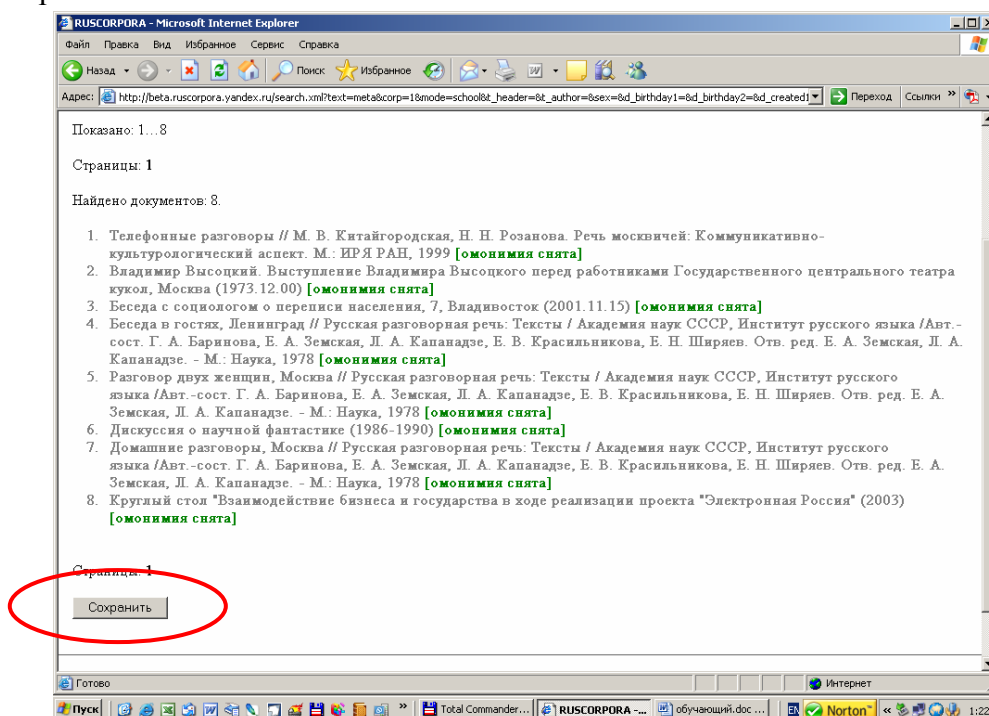 RUSCORPORA - Microsoft Internet Explorer
Файл Правка Вид Избранное Сервис Справка
Назад Поиск Избранное
Адрес: http://beta.ruscorpora.yandex.ru/search.xml?text=meta&corp=1&mode=school&t_header=&t_author=&sex=&d_birthday1=&d_birthday2=&d_created1 Переход Ссылки »
Показано: 1...8
Страницы: 1
Найдено документов: 8.
1. Телефонные разговоры // М. В. Китайгородская, Н. Н. Розанова. Речь москвичей: Коммуникативно-
культурологический аспект. М.: ИРЯ РАН, 1999 [омонимия снята]
2. Владимир Высоцкий. Выступление Владимира Высоцкого перед работниками Государственного центрального театра
кукол, Москва (1973.12.00) [омонимия снята]
3. Беседа с социологом о переписи населения, 7, Владивосток (2001.11.15) [омонимия снята]
4. Беседа в гостях, Ленинград // Русская разговорная речь: Тексты / Академия наук СССР, Институт русского языка /Авт.-
сост. Г. А. Баринова, Е. А. Земская, Л. А. Капанадзе, Е. В. Красильникова, Е. Н. Ширяев. Отв. ред. Е. А. Земская, Л. А.
Капанадзе. - М.: Наука, 1978 [омонимия снята]
5. Разговор двух женщин, Москва // Русская разговорная речь: Тексты / Академия наук СССР, Институт русского
языка /Авт.-сост. Г. А. Баринова, Е. А. Земская, Л. А. Капанадзе, Е. В. Красильникова, Е. Н. Ширяев. Отв. ред. Е. А.
Земская, Л. А. Капанадзе. - М.: Наука, 1978 [омонимия снята]
6. Дискуссия о научной фантастике (1986-1990) [омонимия снята]
7. Домашние разговоры, Москва // Русская разговорная речь: Тексты / Академия наук СССР, Институт русского
языка /Авт.-сост. Г. А. Баринова, Е. А. Земская, Л. А. Капанадзе, Е. В. Красильникова, Е. Н. Ширяев. Отв. ред. Е. А.
Земская, Л. А. Капанадзе. - М.: Наука, 1978 [омонимия снята]
8. Круглый стол "Взаимодействие бизнеса и государства в ходе реализации проекта "Электронная Россия" (2003)
[омонимия снята]
Страницы: 1
Сохранить
Готово Интернет
Пуск » Total Commander... RUSCORPORA -... обучающий.doc ... EN Norton « 1:22